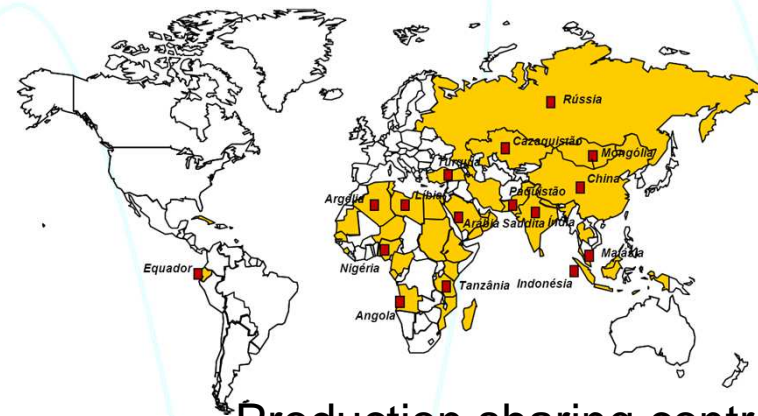 Rússia
Cazaquistão
Mongólia
Turquia
China
Argélia
Líbia
Paquistão
Arábia Saudita
Índia
Equador
Nigéria
Malásia
Tanzânia
Indonésia
Angola
Production sharing contr